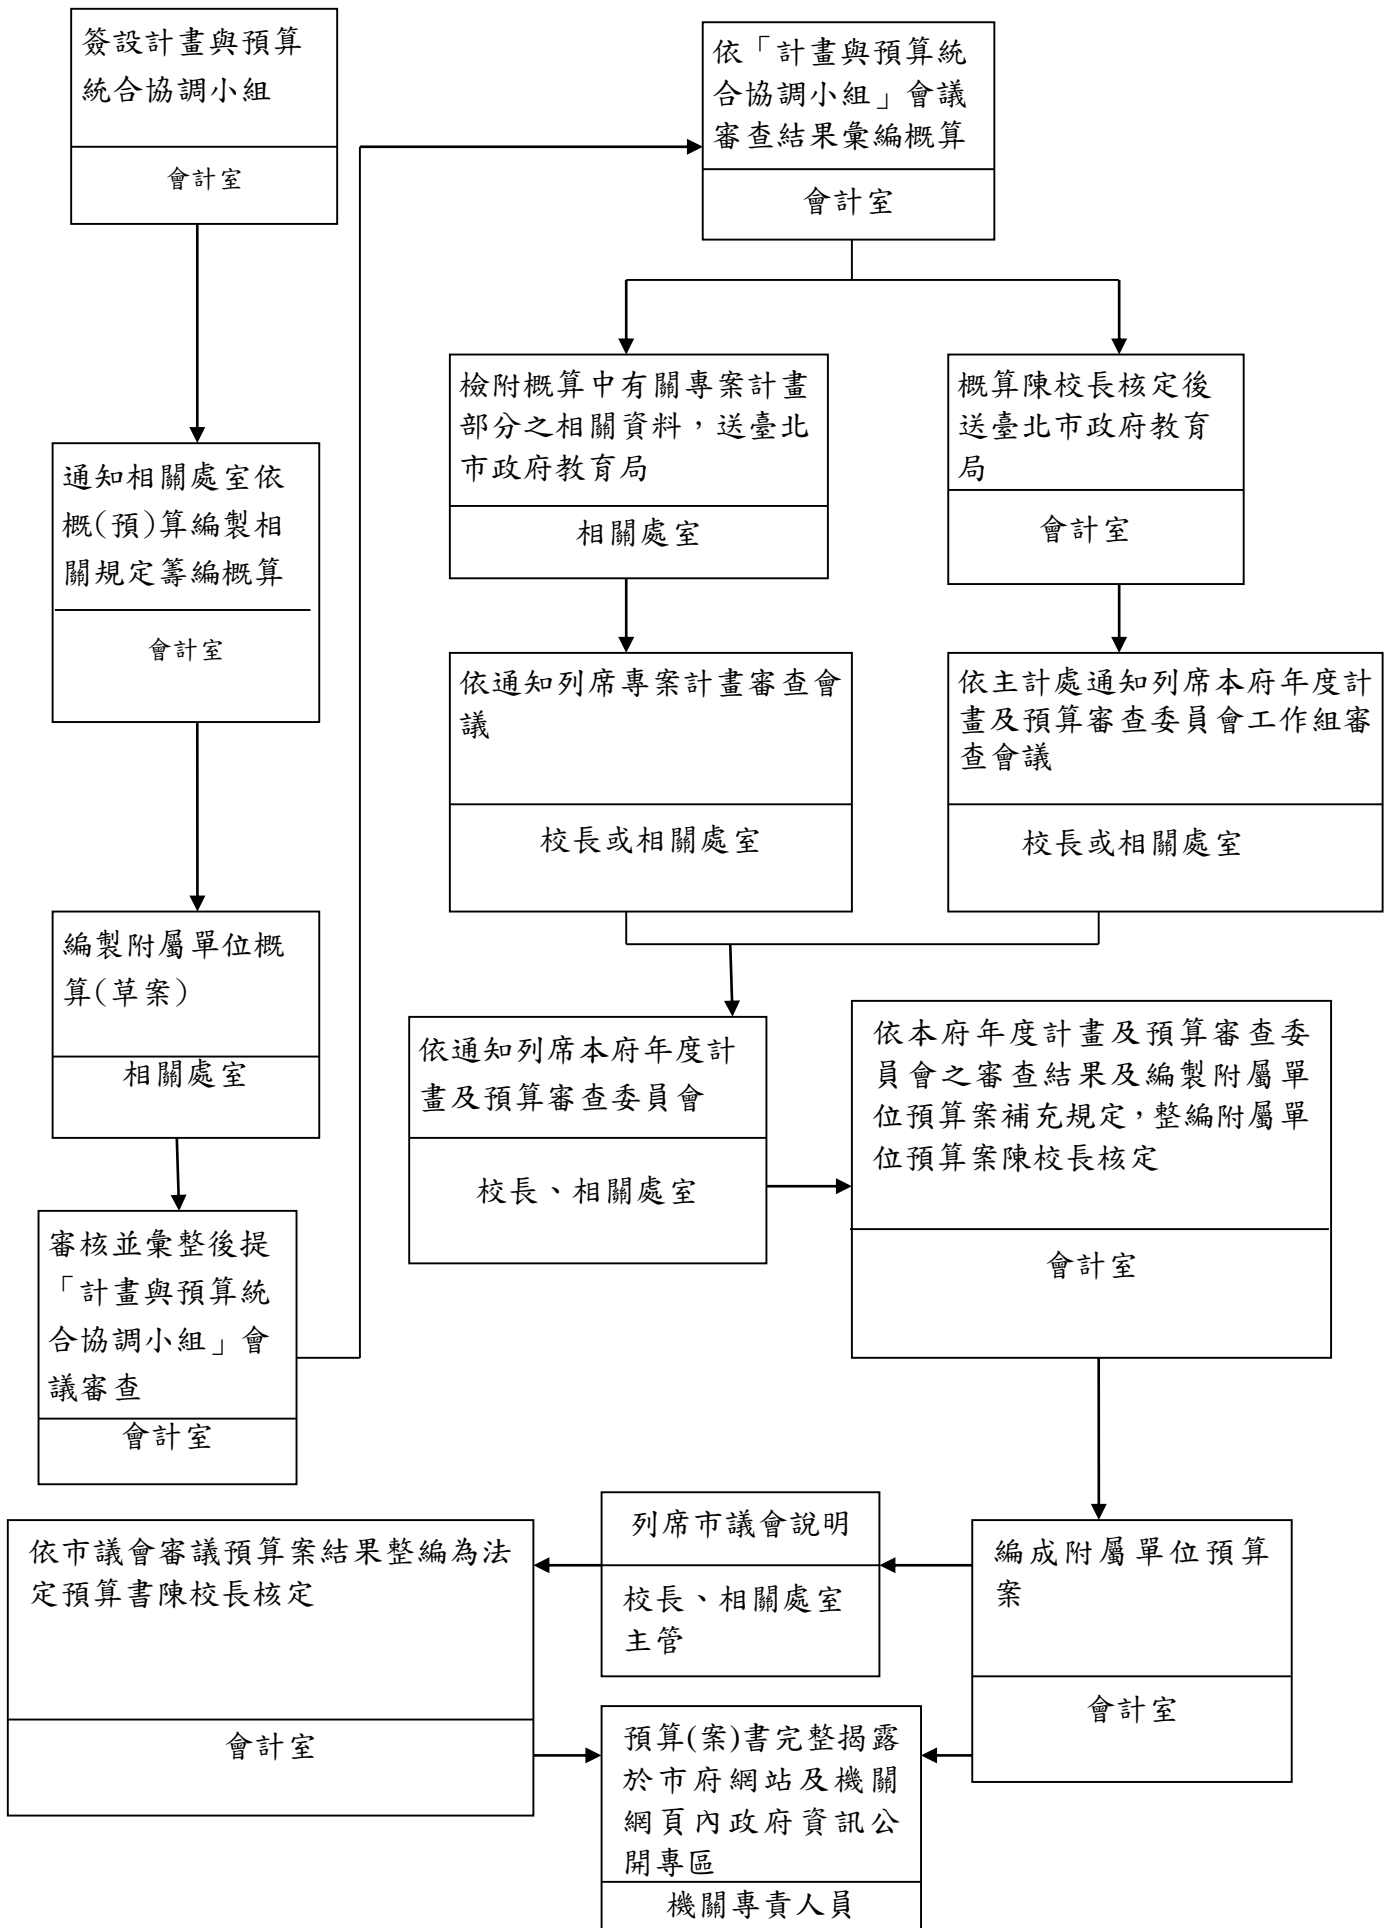 簽設計畫與預算
統合協調小組
會計室
通知相關處室依
概(預)算編製相
關規定籌編概算
會計室
編製附屬單位概
算(草案)
相關處室
審核並彙整後提
「計畫與預算統
合協調小組」會
議審查
會計室
依「計畫與預算統
合協調小組」會議
審查結果彙編概算
會計室
檢附概算中有關專案計畫
部分之相關資料，送臺北
市政府教育局
相關處室
概算陳校長核定後
送臺北市政府教育
局
會計室
依通知列席專案計畫審查會
議
校長或相關處室
依主計處通知列席本府年度計
畫及預算審查委員會工作組審
查會議
校長或相關處室
依通知列席本府年度計
畫及預算審查委員會
校長、相關處室
依本府年度計畫及預算審查委
員會之審查結果及編製附屬單
位預算案補充規定，整編附屬單
位預算案陳校長核定
會計室
編成附屬單位預算
案
會計室
列席市議會說明
校長、相關處室
主管
依市議會審議預算案結果整編為法
定預算書陳校長核定
會計室
預算(案)書完整揭露
於市府網站及機關
網頁內政府資訊公
開專區
機關專責人員